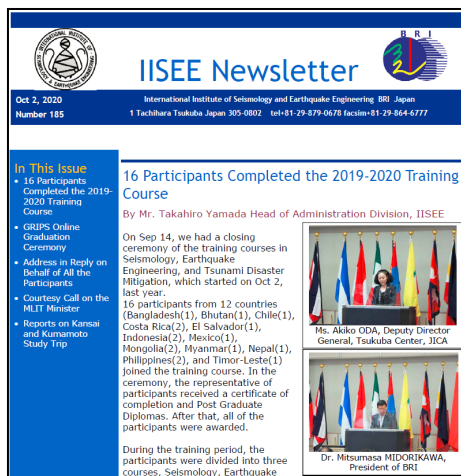 B R I
IISEE Newsletter
Oct 2, 2020
Number 185
International Institute of Seismology and Earthquake Engineering BRI Japan
1 Tachihara Tsukuba Japan 305-0802 tel+81-29-879-0678 facsim+81-29-864-6777
In This Issue
• 16 Participants
Completed the 2019-
2020 Training
Course
• GRIPS Online
Graduation
Ceremony
• Address in Reply on
Behalf of All the
Participants
• Courtesy Call on the
MLIT Minister
• Reports on Kansai
and Kumamoto
Study Trip
16 Participants Completed the 2019-2020 Training
Course
By Mr. Takahiro Yamada Head of Administration Division, IISEE
On Sep 14, we had a closing
ceremony of the training courses in
Seismology, Earthquake
Engineering, and Tsunami Disaster
Mitigation, which started on Oct 2,
last year.
16 participants from 12 countries
(Bangladesh(1), Bhutan(1), Chile(1),
Costa Rica(2), El Salvador(1),
Indonesia(2), Mexico(1),
Mongolia(2), Myanmar(1), Nepal(1),
Philippines(2), and Timor-Leste(1)
joined the training course. In the
ceremony, the representative of
participants received a certificate of
completion and Post Graduate
Diplomas. After that, all of the
participants were awarded.
During the training period, the
participants were divided into three
courses, Seismology, Earthquake
Ms. Akiko ODA, Deputy Director
General, Tsukuba Center, JICA
Dr. Mitsumasa MIDORIKAWA,
President of BRI